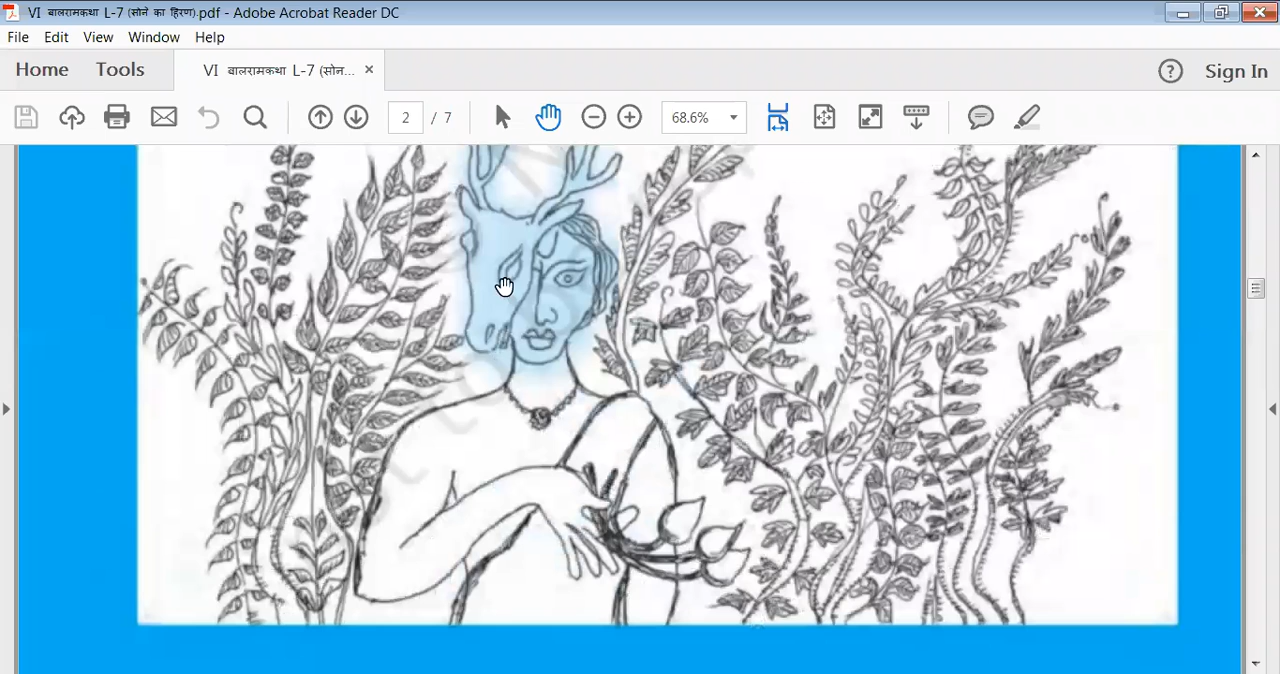 VI बालरामकथा L-7 (सोने का हिरण).pdf - Adobe Acrobat Reader DC
File Edit View Window Help
Home Tools VI बालरामकथा L-7 (सोन... × Sign In
2 / 7 68.6%